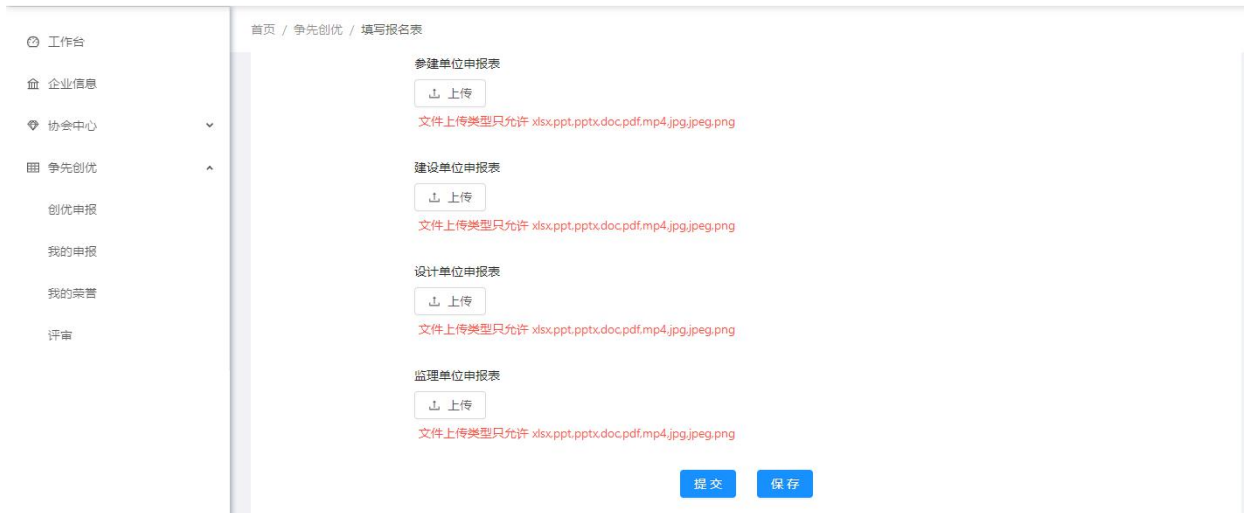 首页 / 争先创优 / 填写报名表
工作台
企业信息
协会中心
争先创优
创优申报
我的申报
我的荣誉
评审
参建单位申报表
上传
文件上传类型只允许 xlsx.ppt.pptx.doc.pdf.mp4.jpg.jpeg.png
建设单位申报表
上传
文件上传类型只允许 xlsx.ppt.pptx.doc.pdf.mp4.jpg.jpeg.png
设计单位申报表
上传
文件上传类型只允许 xlsx.ppt.pptx.doc.pdf.mp4.jpg.jpeg.png
监理单位申报表
上传
文件上传类型只允许 xlsx.ppt.pptx.doc.pdf.mp4.jpg.jpeg.png
提交 保存